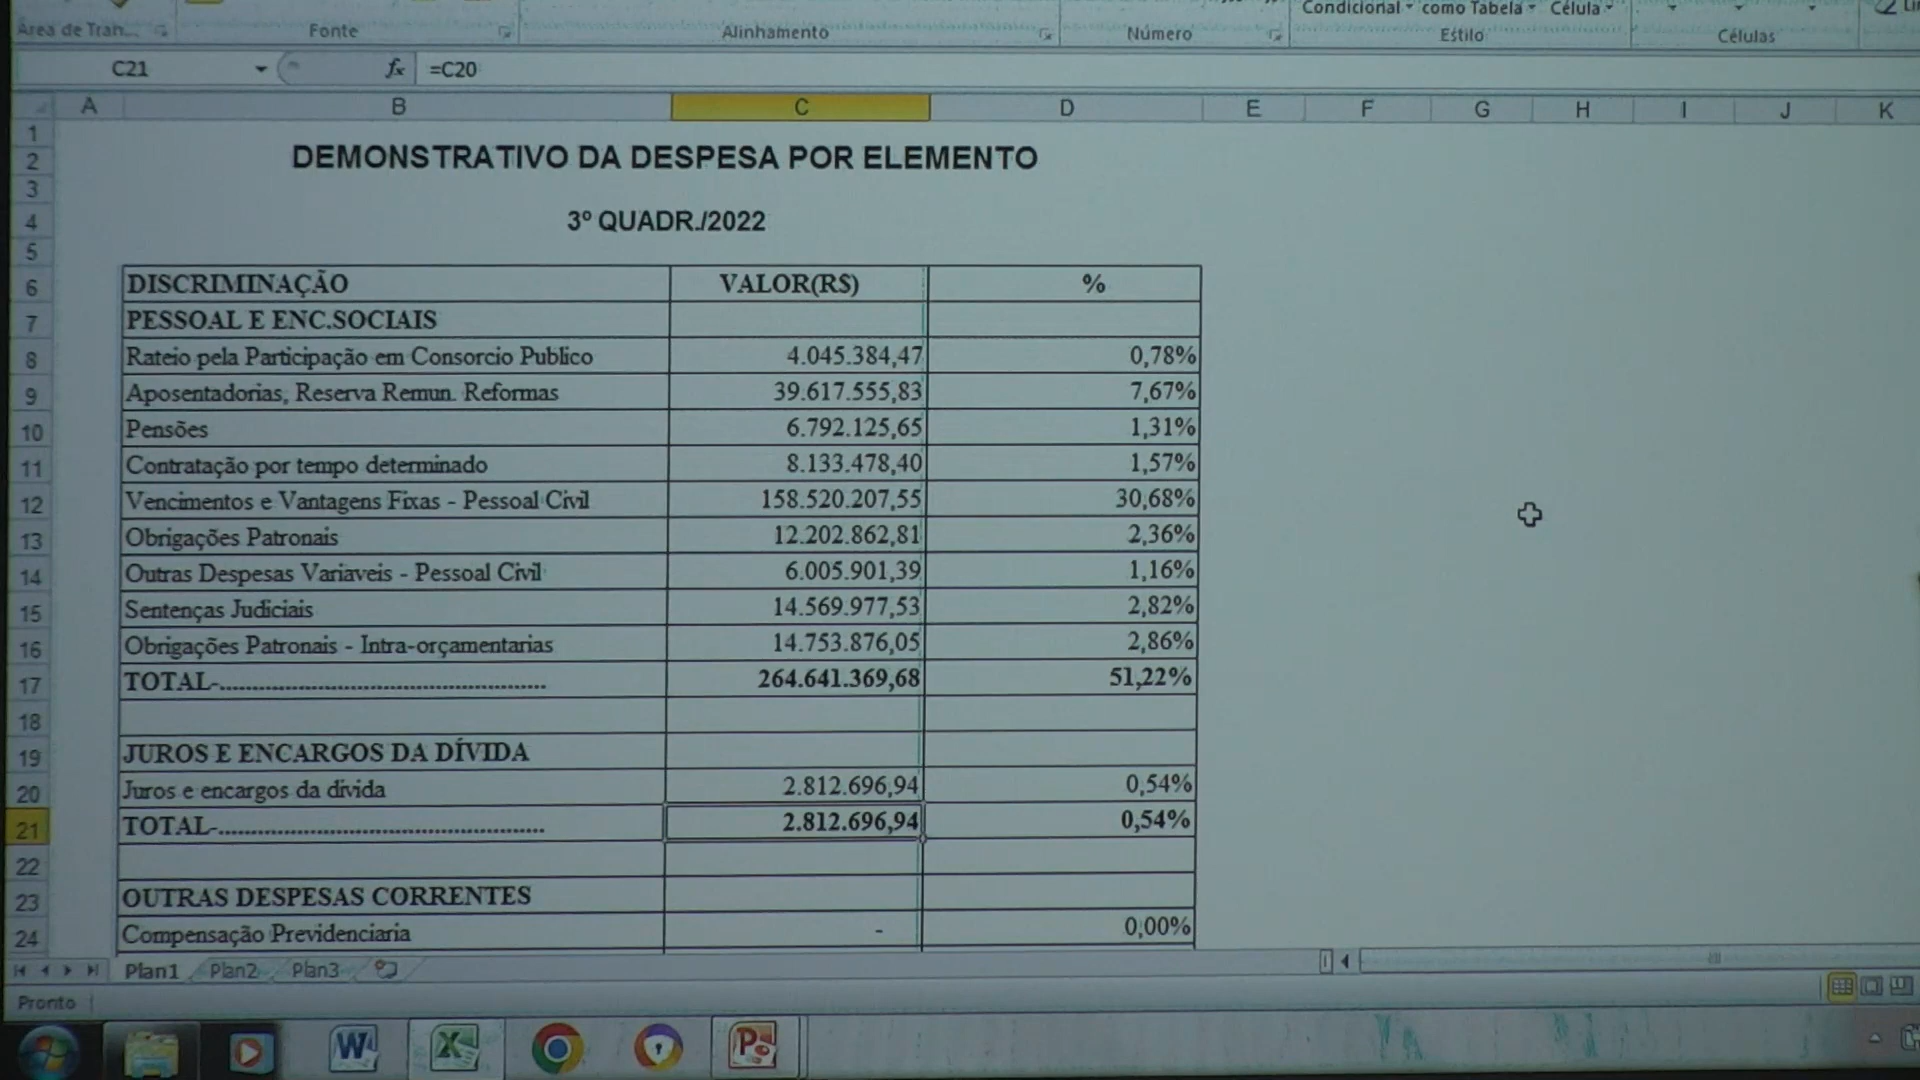 Condicional como Tabela Célula
Área de Tran... Fonte Alinhamento Número Estilo Células
C21 fx =C20
A B C D E F G H I J K
1
2 DEMONSTRATIVO DA DESPESA POR ELEMENTO
3
4 3º QUADR./2022
5
6 DISCRIMINAÇÃO VALOR(R$) %
7 PESSOAL E ENC.SOCIAIS
8 Rateio pela Participação em Consorcio Publico 4.045.384,47 0,78%
9 Aposentadorias, Reserva Remun. Reformas 39.617.555,83 7,67%
10 Pensões 6.792.125,65 1,31%
11 Contratação por tempo determinado 8.133.478,40 1,57%
12 Vencimentos e Vantagens Fixas - Pessoal Civil 158.520.207,55 30,68%
13 Obrigações Patronais 12.202.862,81 2,36%
14 Outras Despesas Variaveis - Pessoal Civil 6.005.901,39 1,16%
15 Sentenças Judiciais 14.569.977,53 2,82%
16 Obrigações Patronais - Intra-orçamentarias 14.753.876,05 2,86%
17 TOTAL-................................................. 264.641.369,68 51,22%
18
19 JUROS E ENCARGOS DA DÍVIDA
20 Juros e encargos da divida 2.812.696,94 0,54%
21 TOTAL-................................................. 2.812.696,94 0,54%
22
23 OUTRAS DESPESAS CORRENTES
24 Compensação Previdenciaria - 0,00%
Plan1 Plan2 Plan3
Pronto